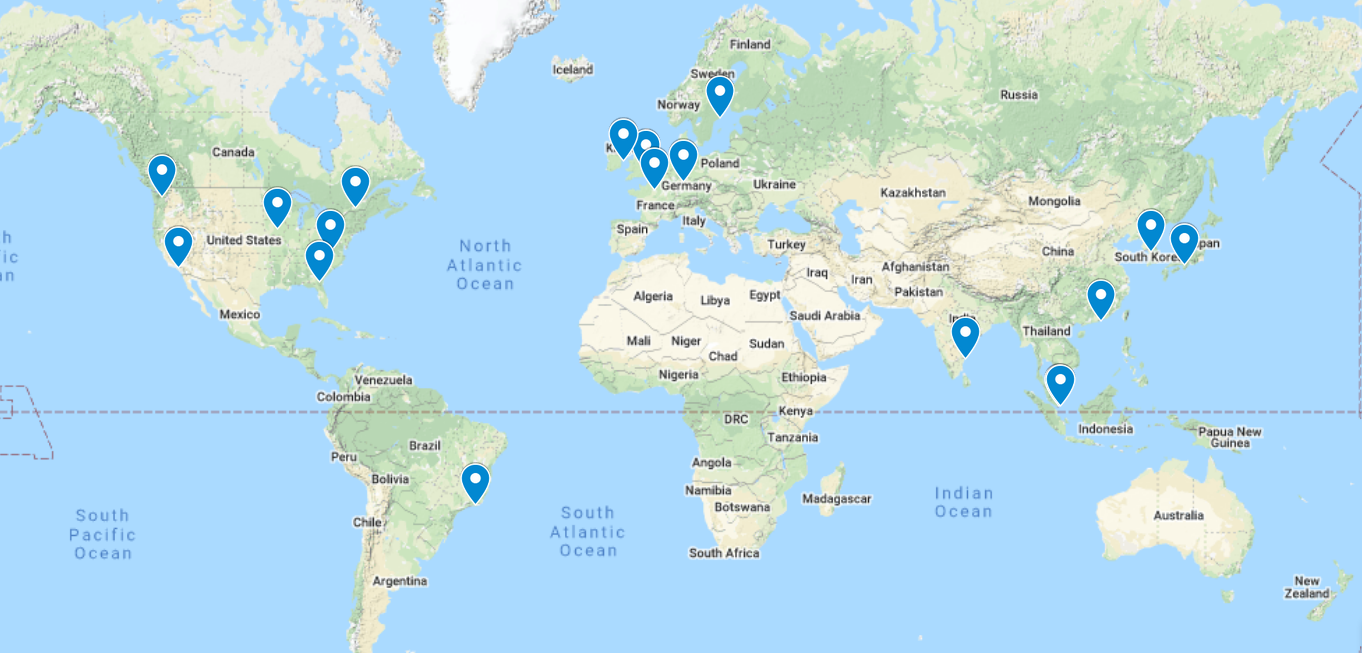 Finland
Iceland
Sweden
Norway
Russia
Canada
Poland
Germany
Ukraine
Kazakhstan
Mongolia
France
Italy
Spain
United States
North
Atlantic
Ocean
Turkey
China
South Kore
pan
Iraq
Iran
Afghanistan
Pakistan
Algeria
Libya
Egypt
Saudi Arabia
Mexico
India
Thailand
Mali
Niger
Chad
Sudan
Nigeria
Ethiopia
Venezuela
Colombia
DRC
Kenya
Tanzania
Indonesia
Papua New
Guinea
Brazil
Peru
Bolivia
Angola
Namibia
Botswana
Madagascar
Indian
Ocean
South
Pacific
Ocean
South
Atlantic
Ocean
Chile
Australia
South Africa
Argentina
New
Zealand